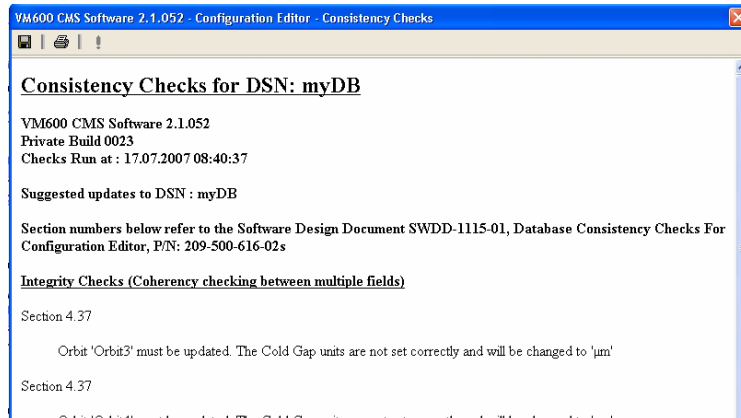 VM600 CMS Software 2.1.052 - Configuration Editor - Consistency Checks
Consistency Checks for DSN: myDB
VM600 CMS Software 2.1.052
Private Build 0023
Checks Run at : 17.07.2007 08:40:37
Suggested updates to DSN : myDB
Section numbers below refer to the Software Design Document SWDD-1115-01, Database Consistency Checks For
Configuration Editor, P/N: 209-500-616-02s
Integrity Checks (Coherency checking between multiple fields)
Section 4.37
Orbit 'Orbit3' must be updated. The Cold Gap units are not set correctly and will be changed to 'µm'
Section 4.37